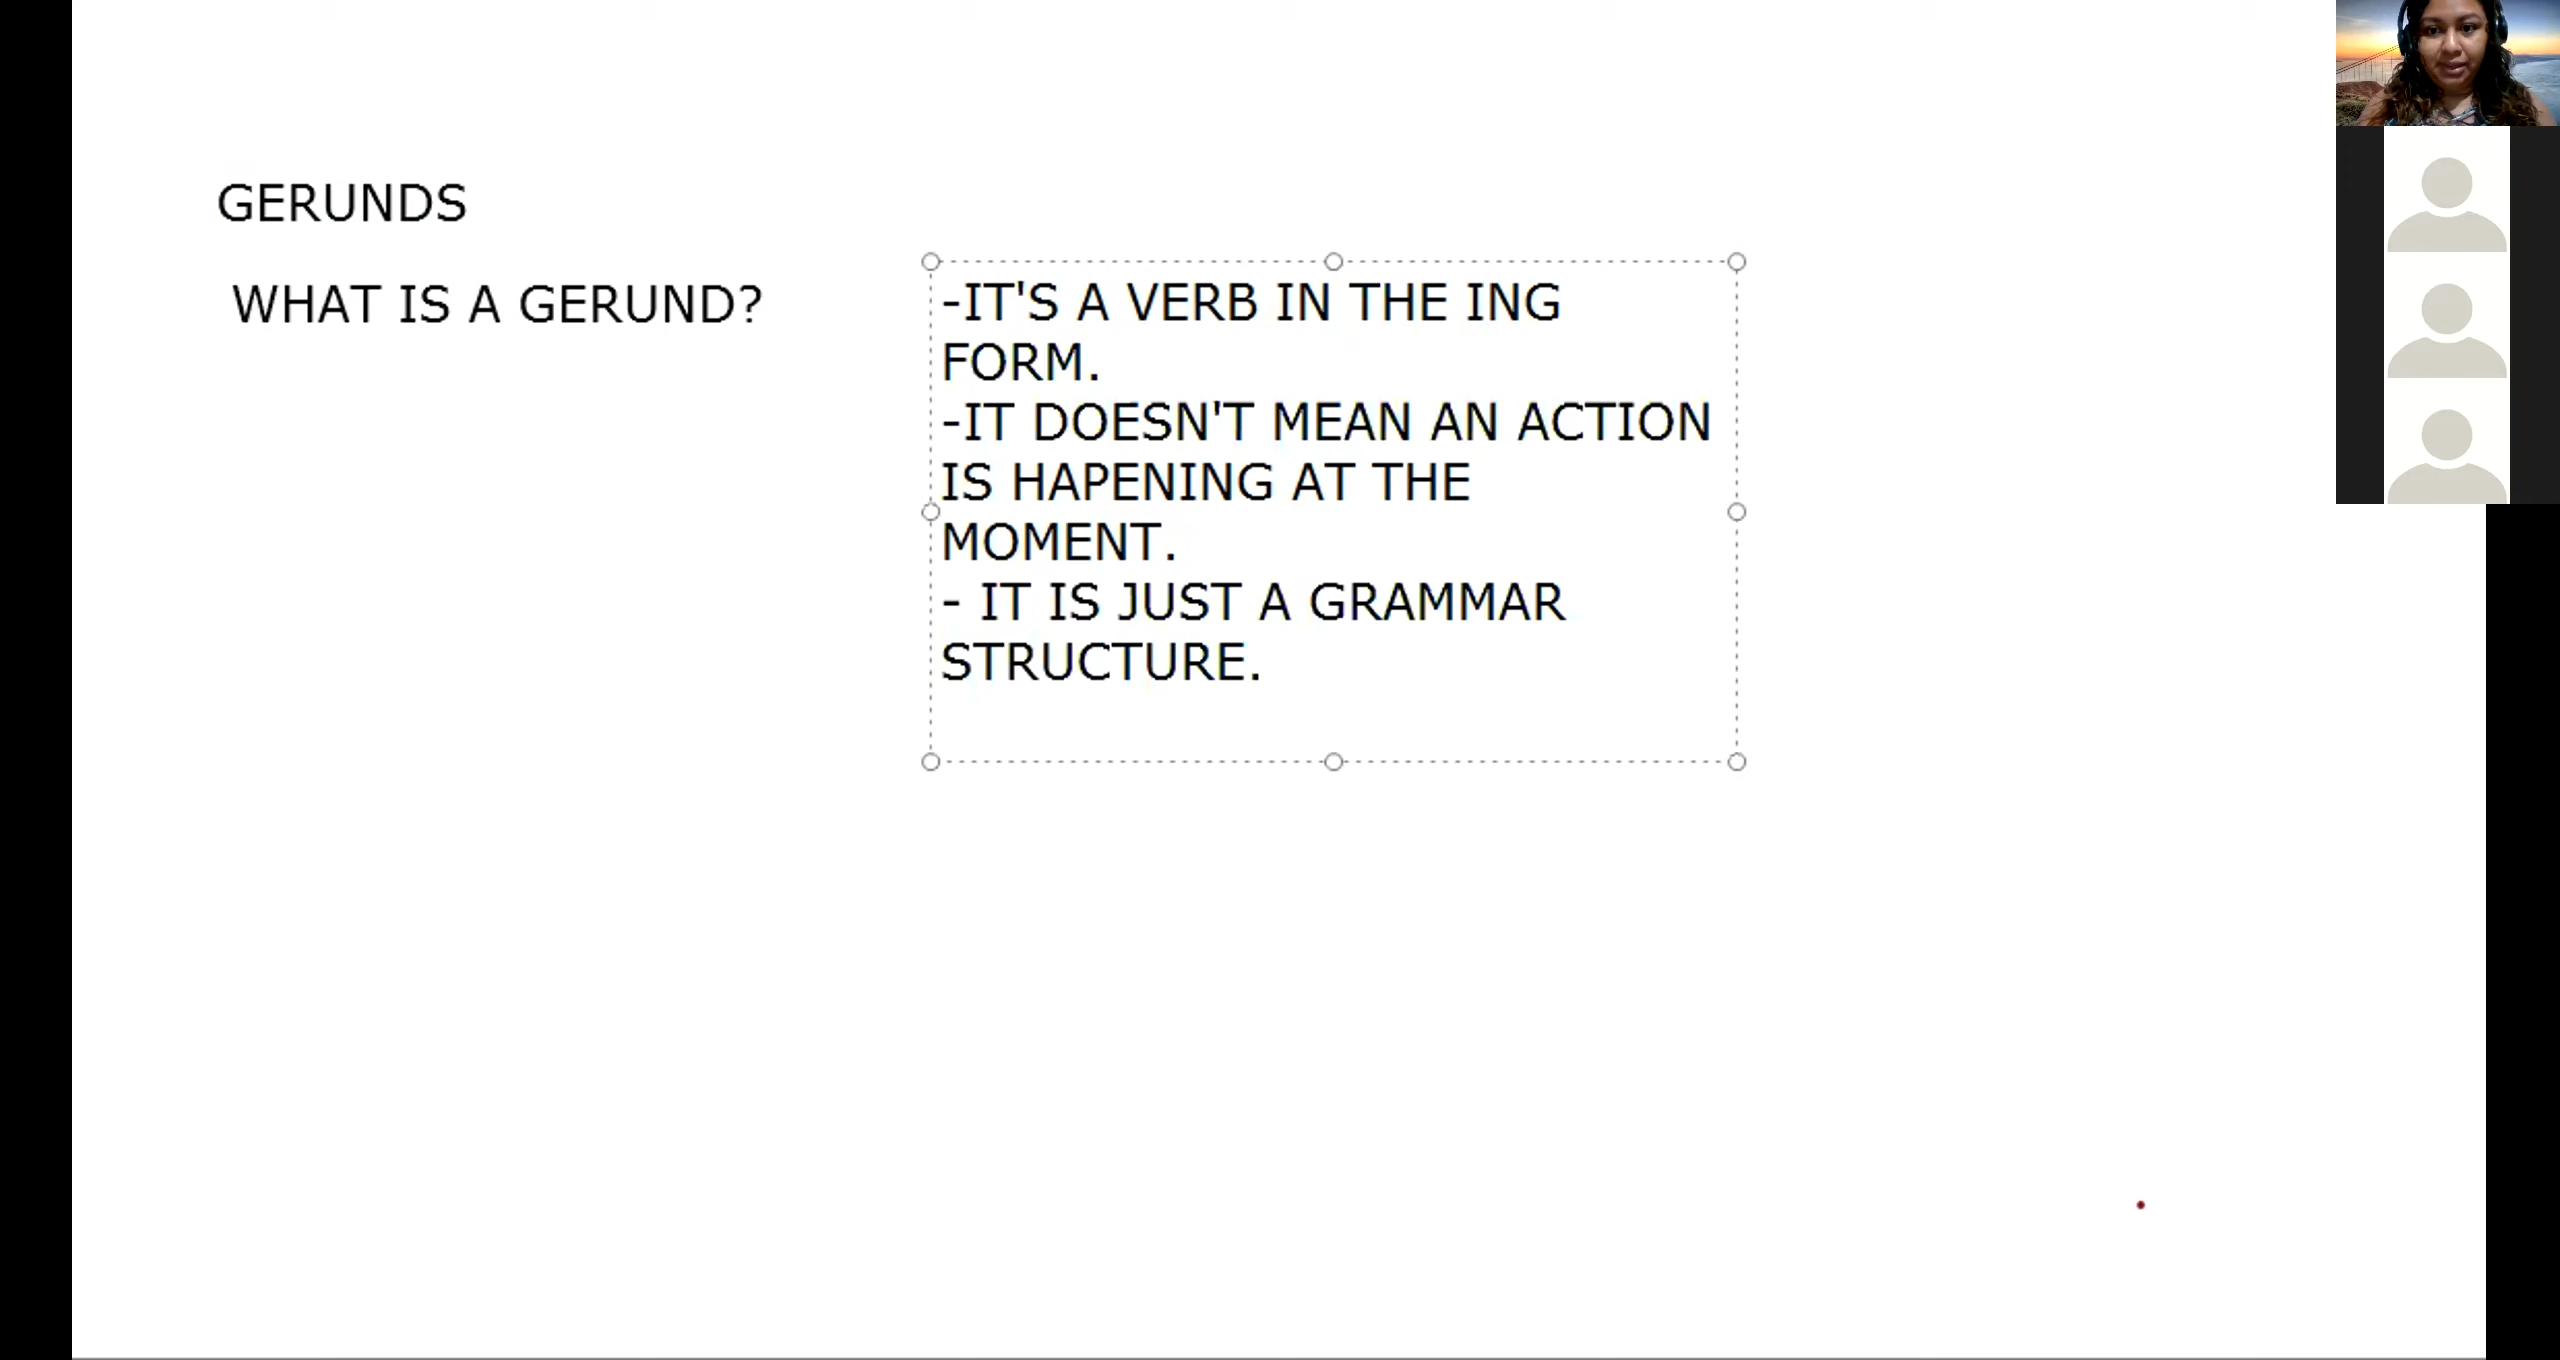 GERUNDS
WHAT IS A GERUND?
-IT'S A VERB IN THE ING
FORM.
-IT DOESN'T MEAN AN ACTION
IS HAPENING AT THE
MOMENT.
- IT IS JUST A GRAMMAR
STRUCTURE.